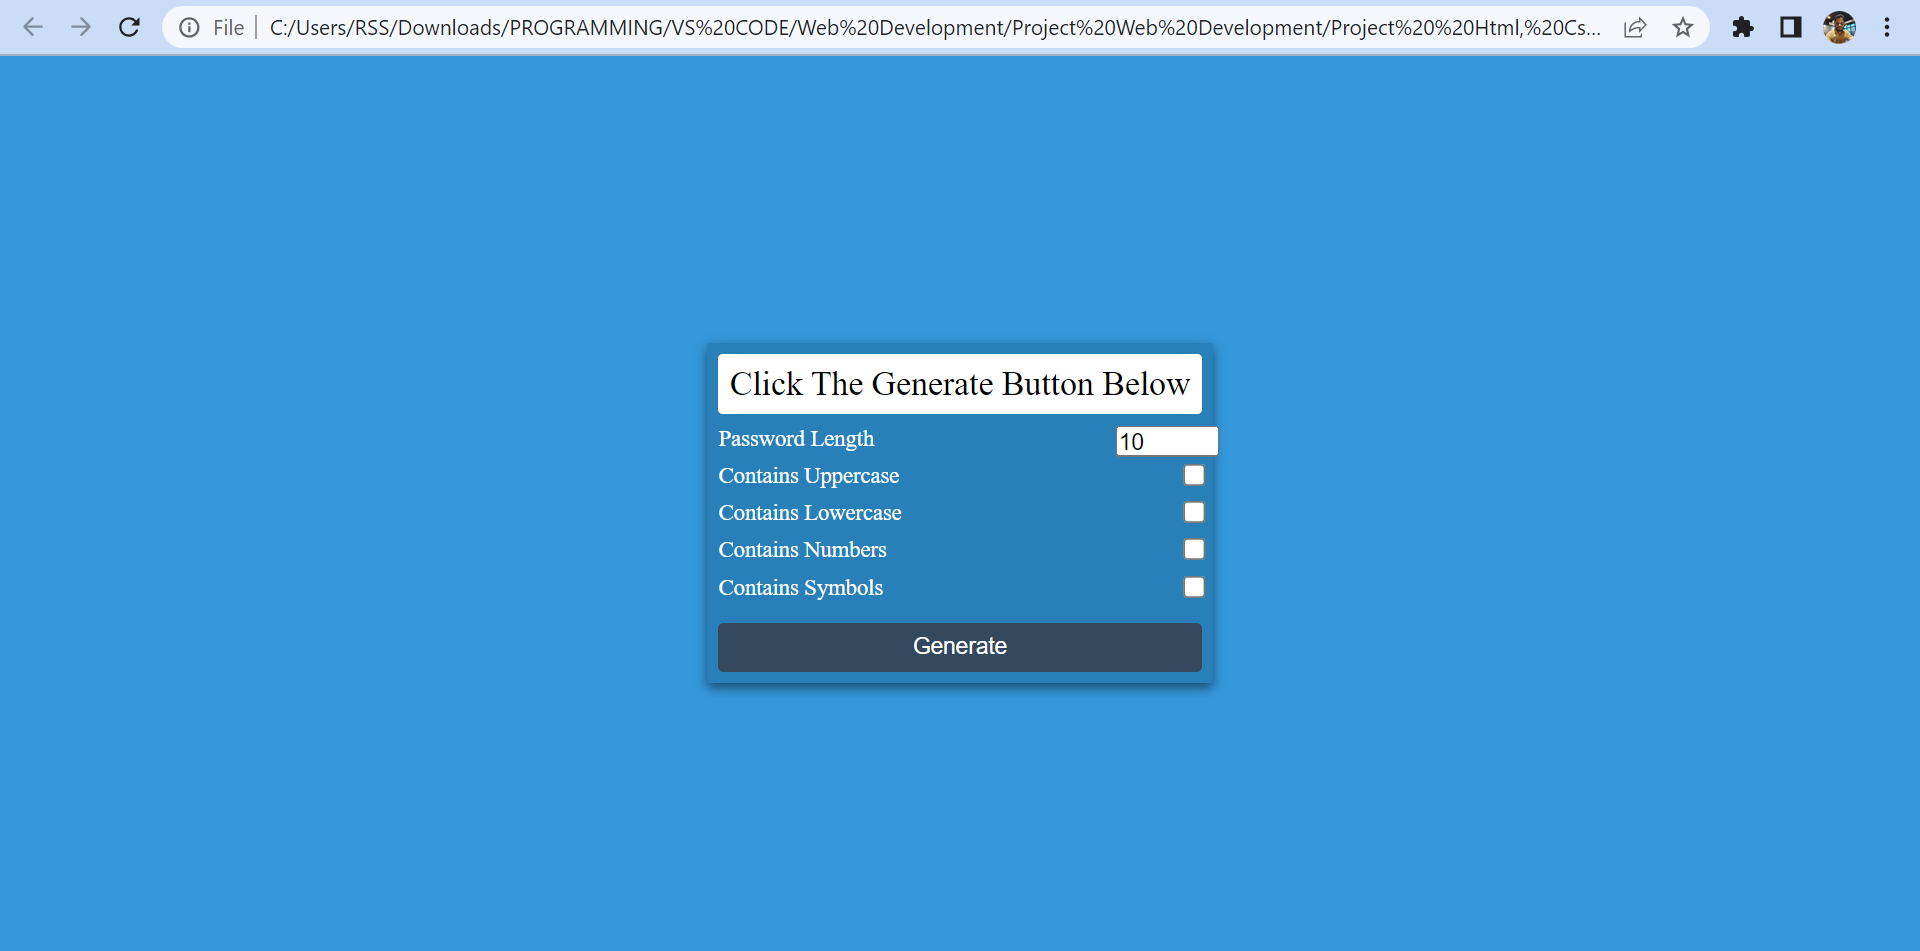 File C:/Users/RSS/Downloads/PROGRAMMING/VS%20CODE/Web%20Development/Project%20Web%20Development/Project%20%20Html,%20Cs...
Click The Generate Button Below
Password Length 10
Contains Uppercase
Contains Lowercase
Contains Numbers
Contains Symbols
Generate